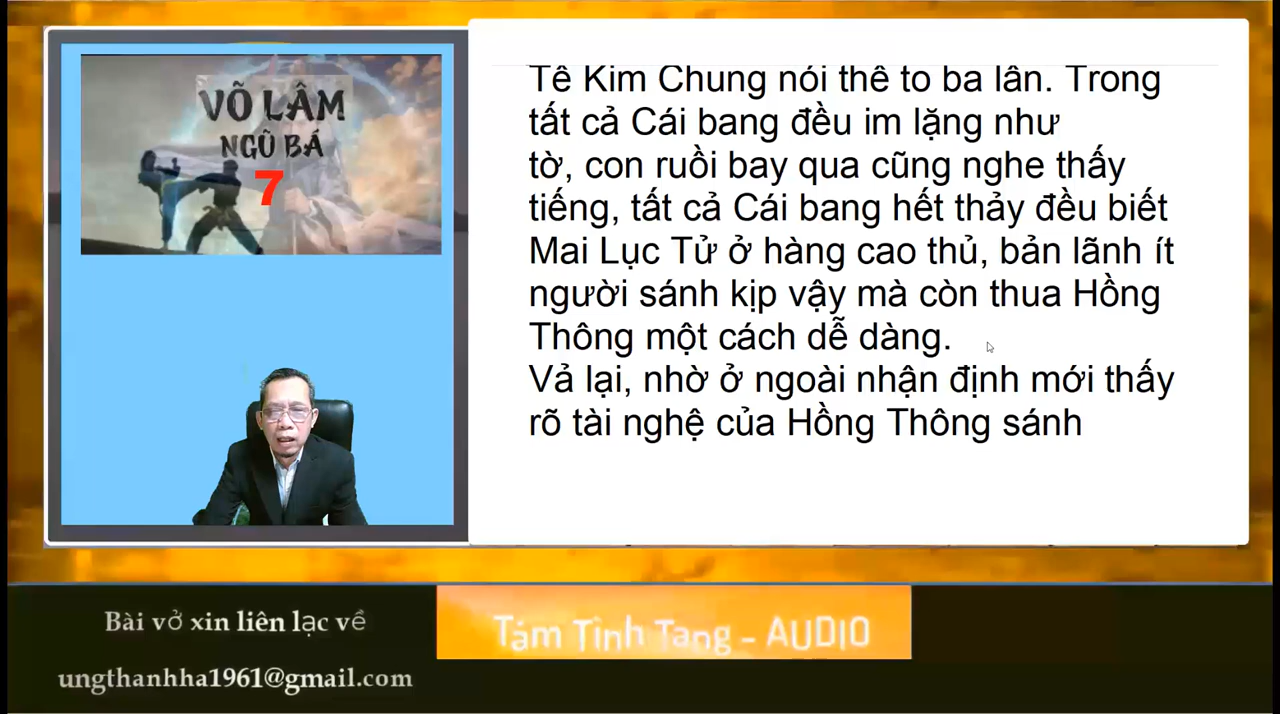 VÕ LÂM
NGŨ BÁ
7
Tề Kim Chung nói thế to ba lần. Trong
tất cả Cái bang đều im lặng như
tờ, con ruồi bay qua cũng nghe thấy
tiếng, tất cả Cái bang hết thảy đều biết
Mai Lục Tử ở hàng cao thủ, bản lãnh ít
người sánh kịp vậy mà còn thua Hồng
Thông một cách dễ dàng.
Vả lại, nhờ ở ngoài nhận định mới thấy
rõ tài nghệ của Hồng Thông sánh
Bài vở xin liên lạc về
ungthanhha1961@gmail.com
Tám Tình Tang - AUDIO